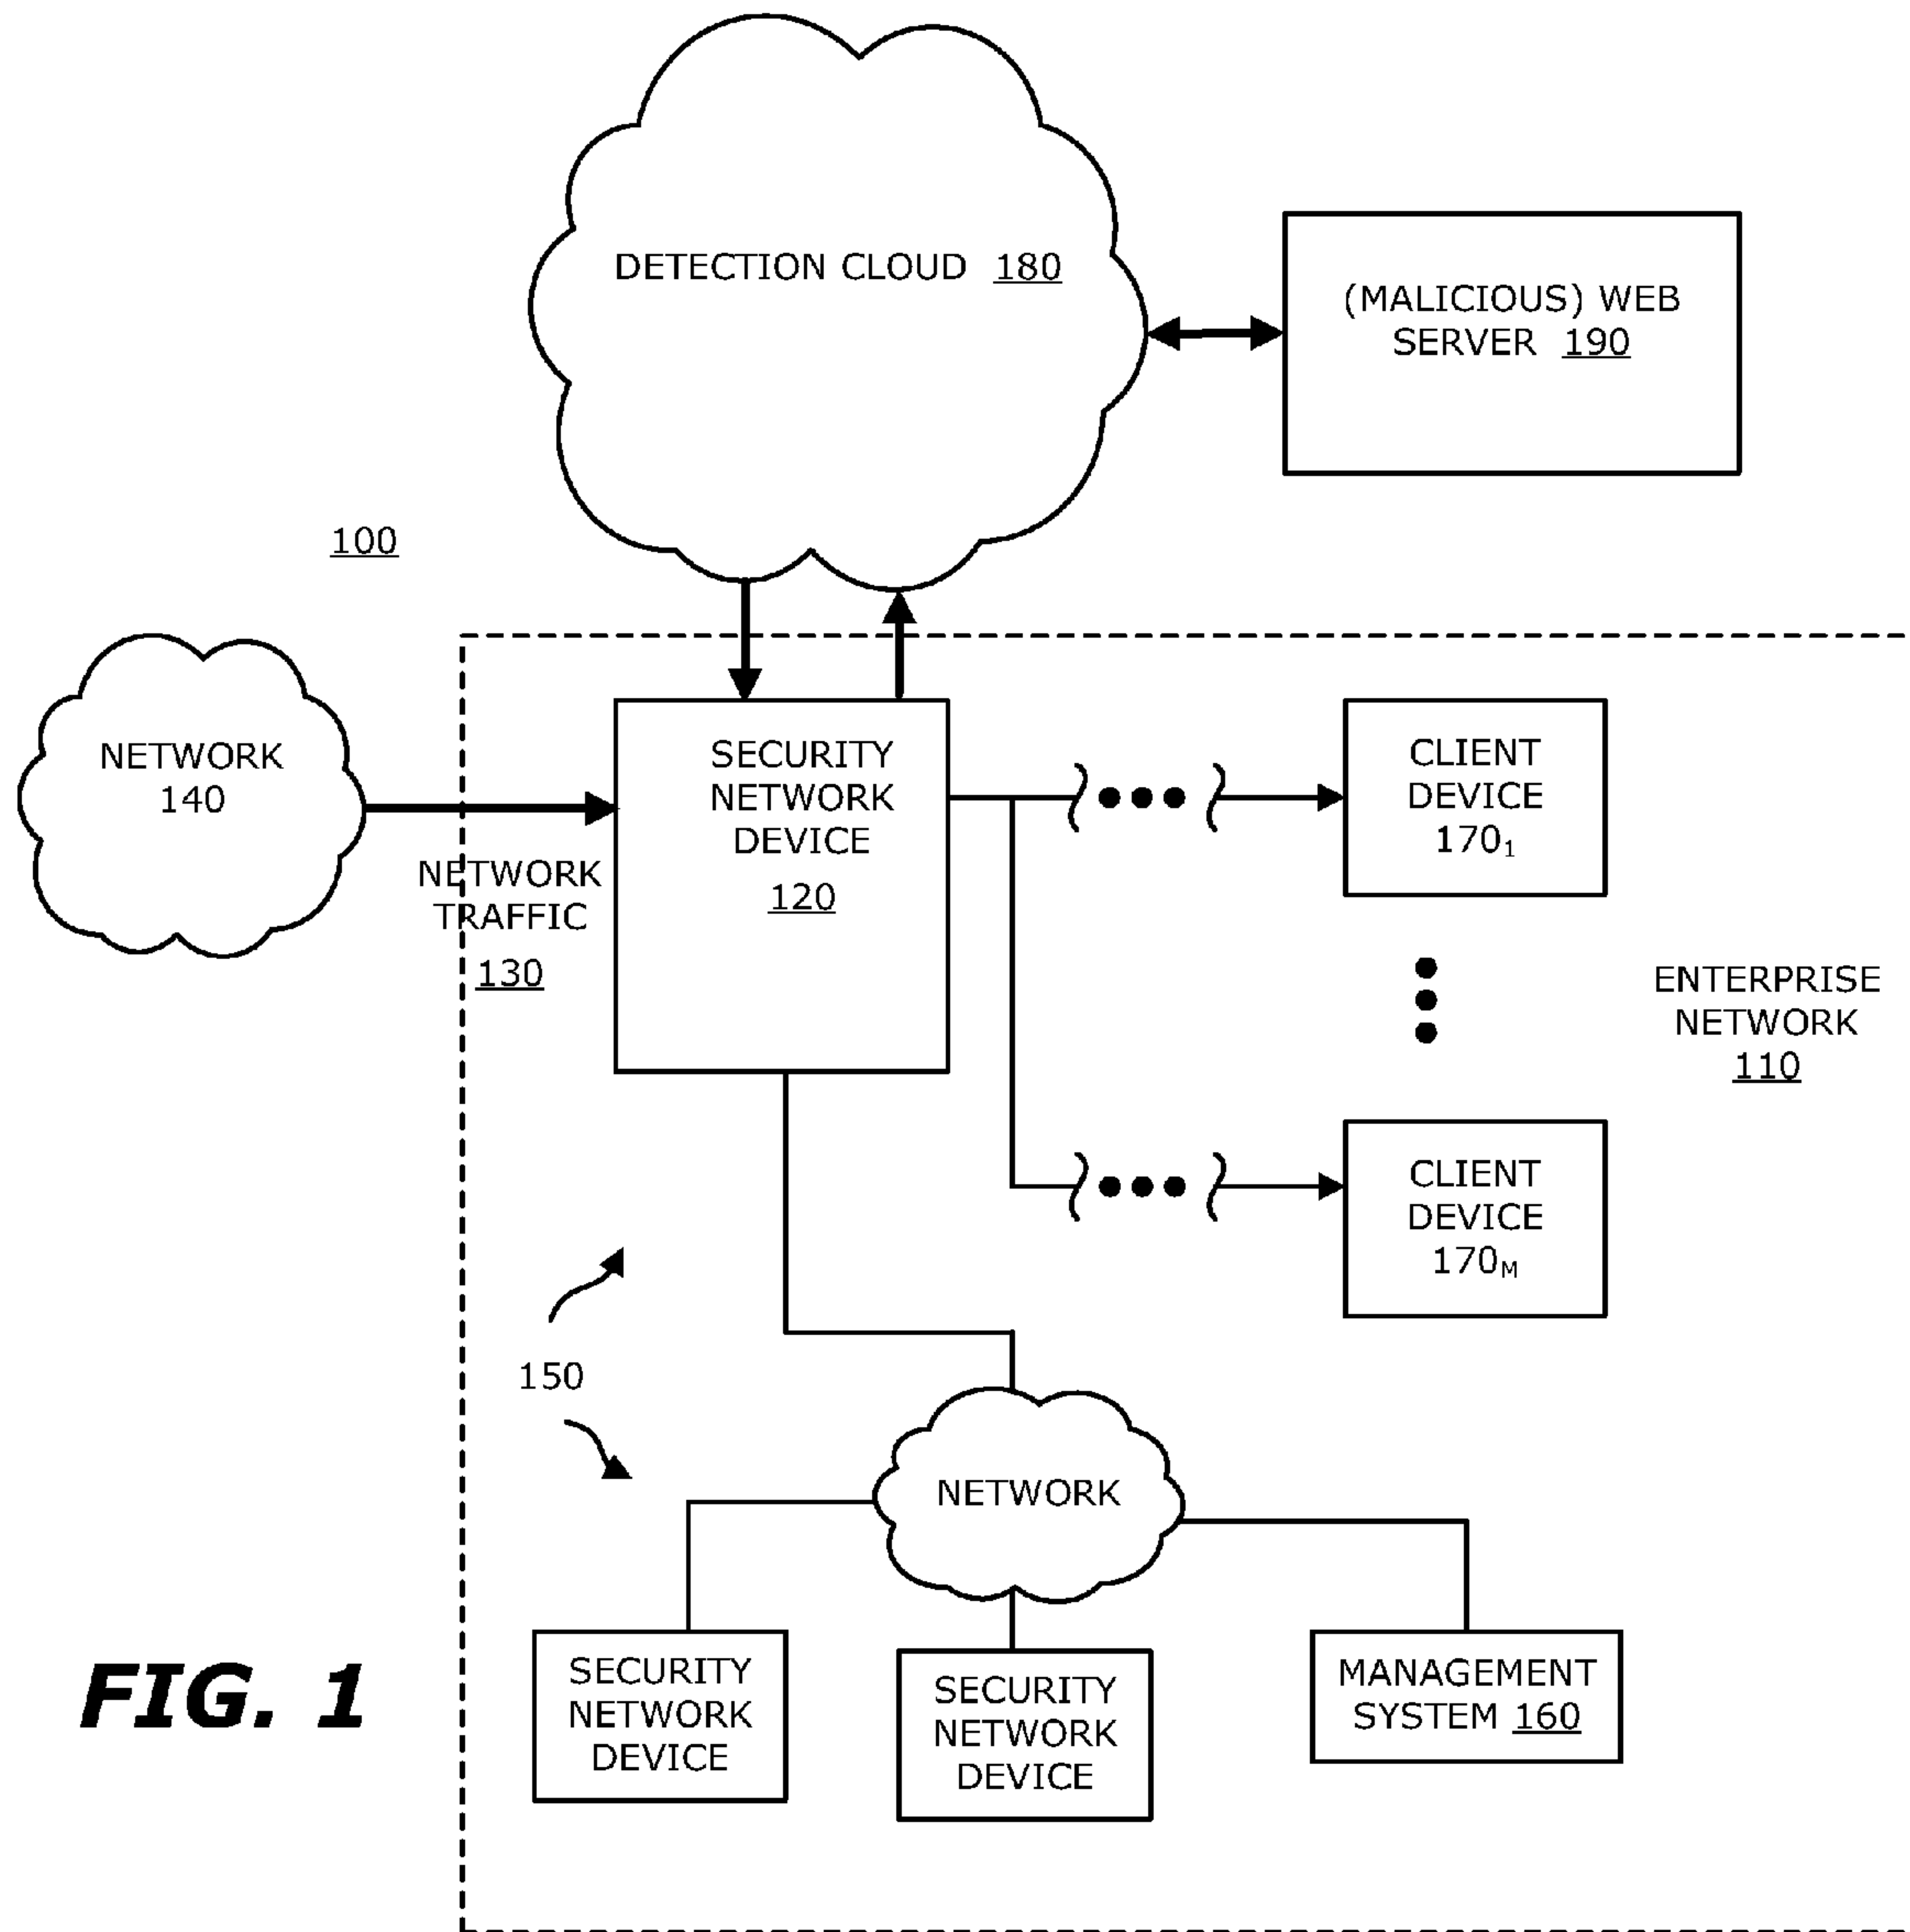 DETECTION CLOUD 180
(MALICIOUS) WEB
SERVER 190
100
NETWORK
140
NETWORK
TRAFFIC
130
SECURITY
NETWORK
DEVICE
120
CLIENT
DEVICE
170₁
ENTERPRISE
NETWORK
110
CLIENT
DEVICE
170M
150
NETWORK
SECURITY
NETWORK
DEVICE
SECURITY
NETWORK
DEVICE
MANAGEMENT
SYSTEM 160
FIG. 1